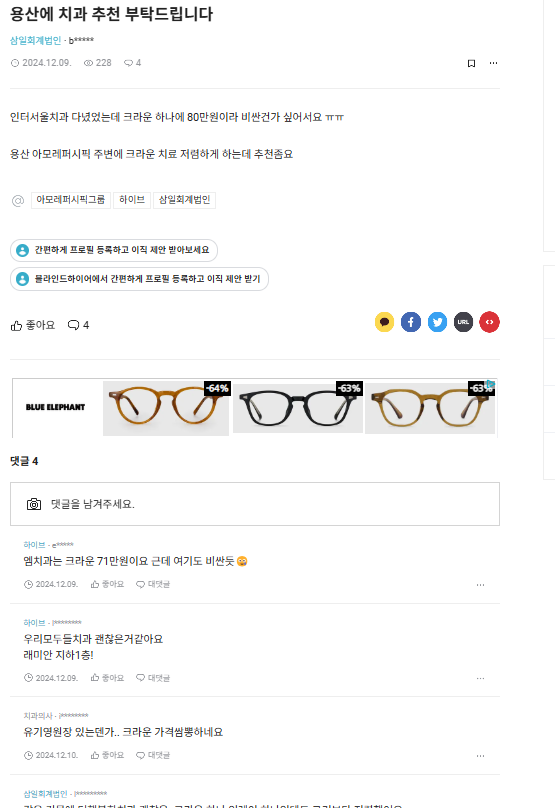 용산에 치과 추천 부탁드립니다
삼일회계법인 · b*****
2024.12.09. 228 4
인터서울치과 다녔었는데 크라운 하나에 80만원이라 비싼건가 싶어서요 ㅠㅠ
용산 아모레퍼시픽 주변에 크라운 치료 저렴하게 하는데 추천좀요
@ 아모레퍼시픽그룹 하이브 삼일회계법인
간편하게 프로필 등록하고 이직 제안 받아보세요
블라인드하이어에서 간편하게 프로필 등록하고 이직 제안 받기
좋아요 4
URL
BLUE ELEPHANT -64% -63% -63%
댓글 4
댓글을 남겨주세요.
하이브 · e*****
엠치과는 크라운 71만원이요 근데 여기도 비싼듯
2024.12.09. 좋아요 대댓글
하이브 · l********
우리모두들치과 괜찮은거같아요
래미안 지하1층!
2024.12.09. 좋아요 대댓글
치과의사 · i********
유기영원장 있는덴가.. 크라운 가격쌈뽕하네요
2024.12.10. 좋아요 대댓글
삼일회계법인 · i*********